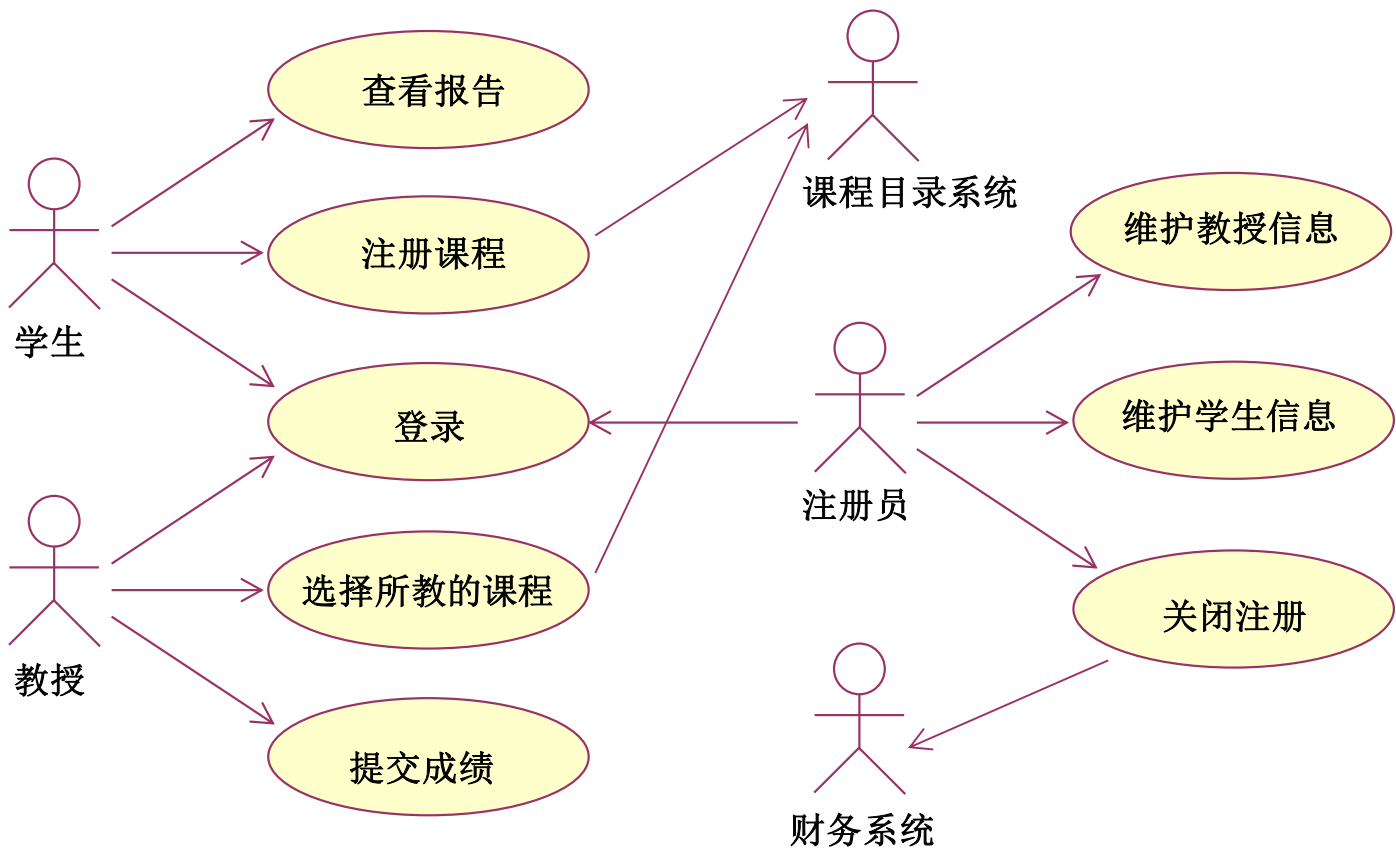 查看报告
课程目录系统
维护教授信息
注册课程
学生
登录
维护学生信息
注册员
选择所教的课程
关闭注册
教授
提交成绩
财务系统